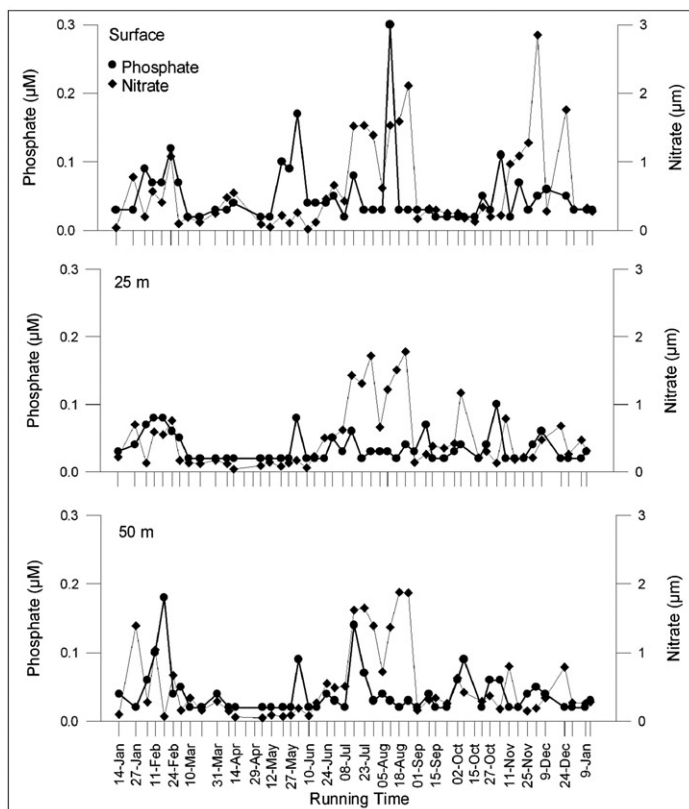 Surface
Phosphate
Nitrate
Phosphate (µM)
0.3
0.2
0.1
0.0
Nitrate (µm)
3
2
1
0
25 m
Phosphate (µM)
0.3
0.2
0.1
0.0
Nitrate (µm)
3
2
1
0
50 m
Phosphate (µM)
0.3
0.2
0.1
0.0
Nitrate (µm)
3
2
1
0
14-Jan
27-Jan
11-Feb
24-Feb
10-Mar
31-Mar
14-Apr
29-Apr
12-May
27-May
10-Jun
24-Jun
08-Jul
23-Jul
05-Aug
18-Aug
01-Sep
15-Sep
02-Oct
15-Oct
27-Oct
11-Nov
25-Nov
9-Dec
24-Dec
9-Jan
Running Time